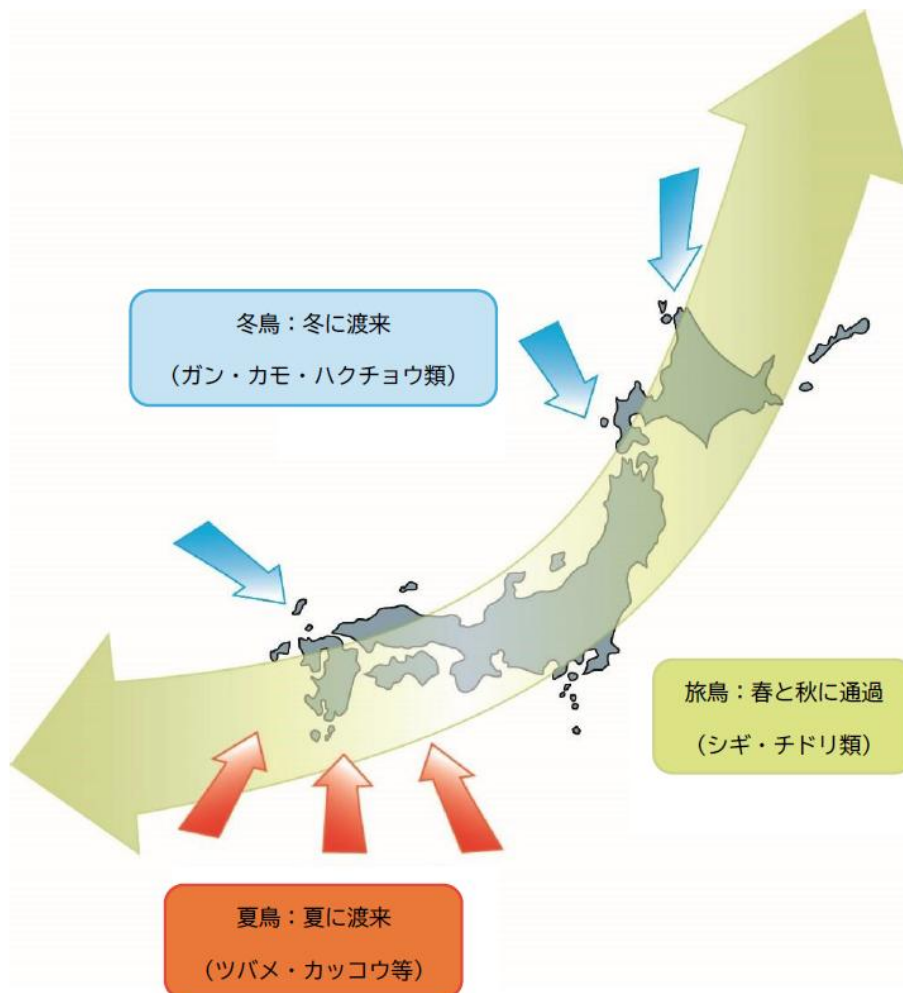 冬鳥：冬に渡来
（ガン・カモ・ハクチョウ類）
旅鳥：春と秋に通過
（シギ・チドリ類）
夏鳥：夏に渡来
（ツバメ・カッコウ等）